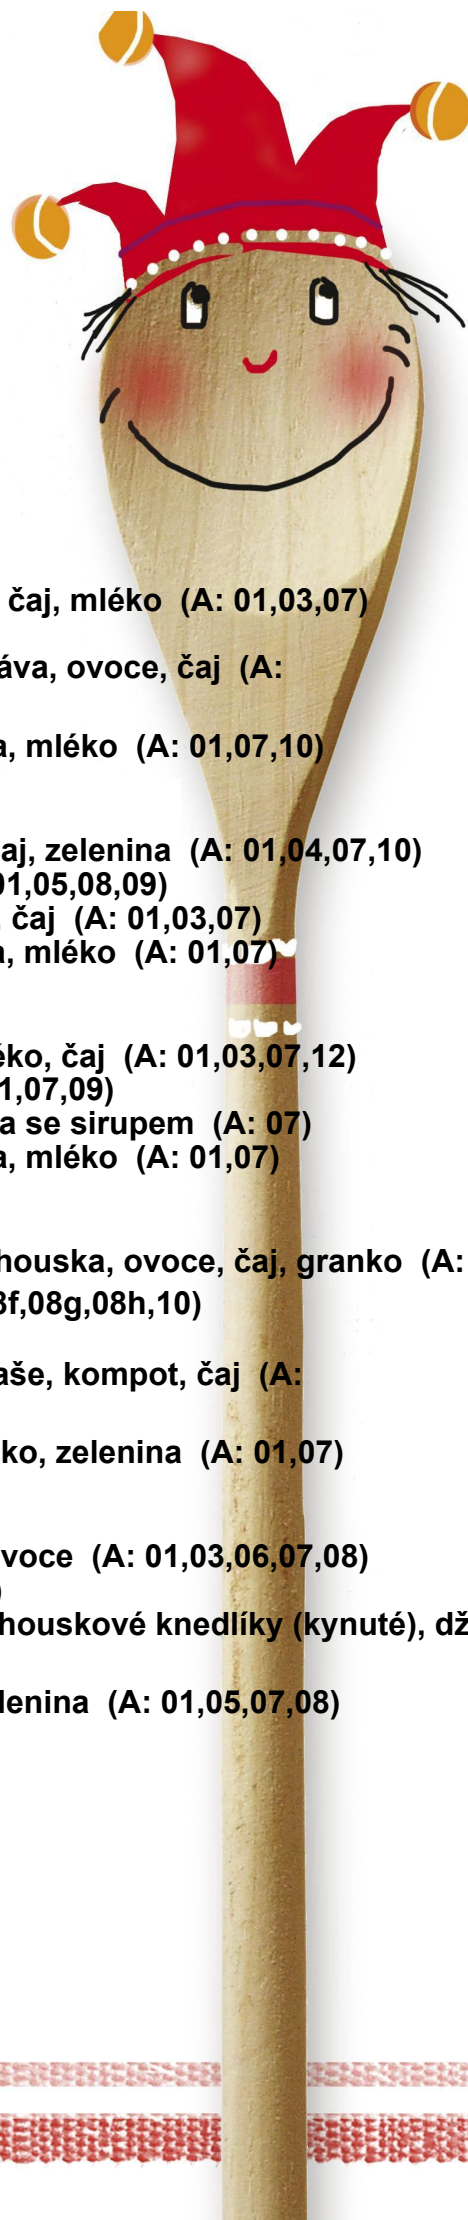 čaj, mléko (A: 01,03,07)
áva, ovoce, čaj (A:
a, mléko (A: 01,07,10)
aj, zelenina (A: 01,04,07,10)
01,05,08,09)
, čaj (A: 01,03,07)
a, mléko (A: 01,07)
éko, čaj (A: 01,03,07,12)
1,07,09)
a se sirupem (A: 07)
a, mléko (A: 01,07)
houska, ovoce, čaj, granko (A:
8f,08g,08h,10)
aše, kompot, čaj (A:
ko, zelenina (A: 01,07)
voce (A: 01,03,06,07,08)
)
houskové knedlíky (kynuté), dž
lenina (A: 01,05,07,08)